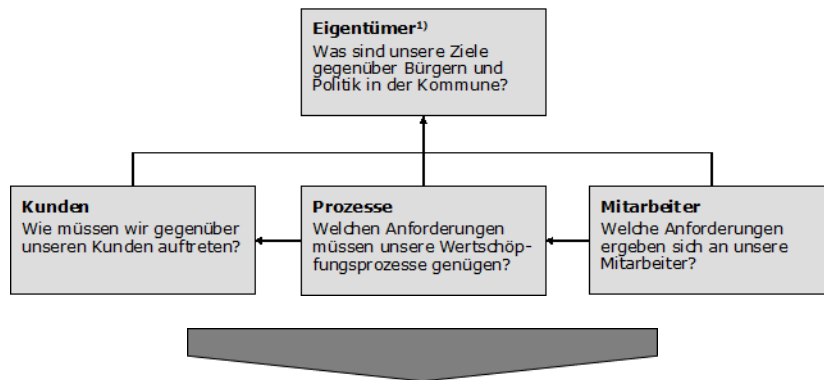 Eigentümer¹⁾
Was sind unsere Ziele
gegenüber Bürgern und
Politik in der Kommune?
Kunden
Wie müssen wir gegenüber
unseren Kunden auftreten?
Prozesse
Welchen Anforderungen
müssen unsere Wertschöp-
fungsprozesse genügen?
Mitarbeiter
Welche Anforderungen
ergeben sich an unsere
Mitarbeiter?